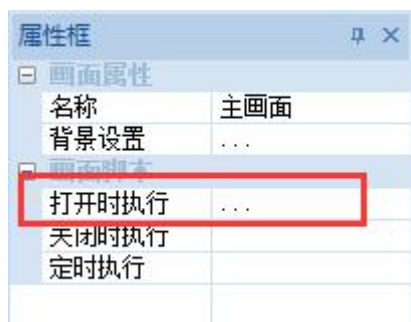 属性框
画面属性
名称 主画面
背景设置 ...
画面脚本
打开时执行 ...
关闭时执行
定时执行